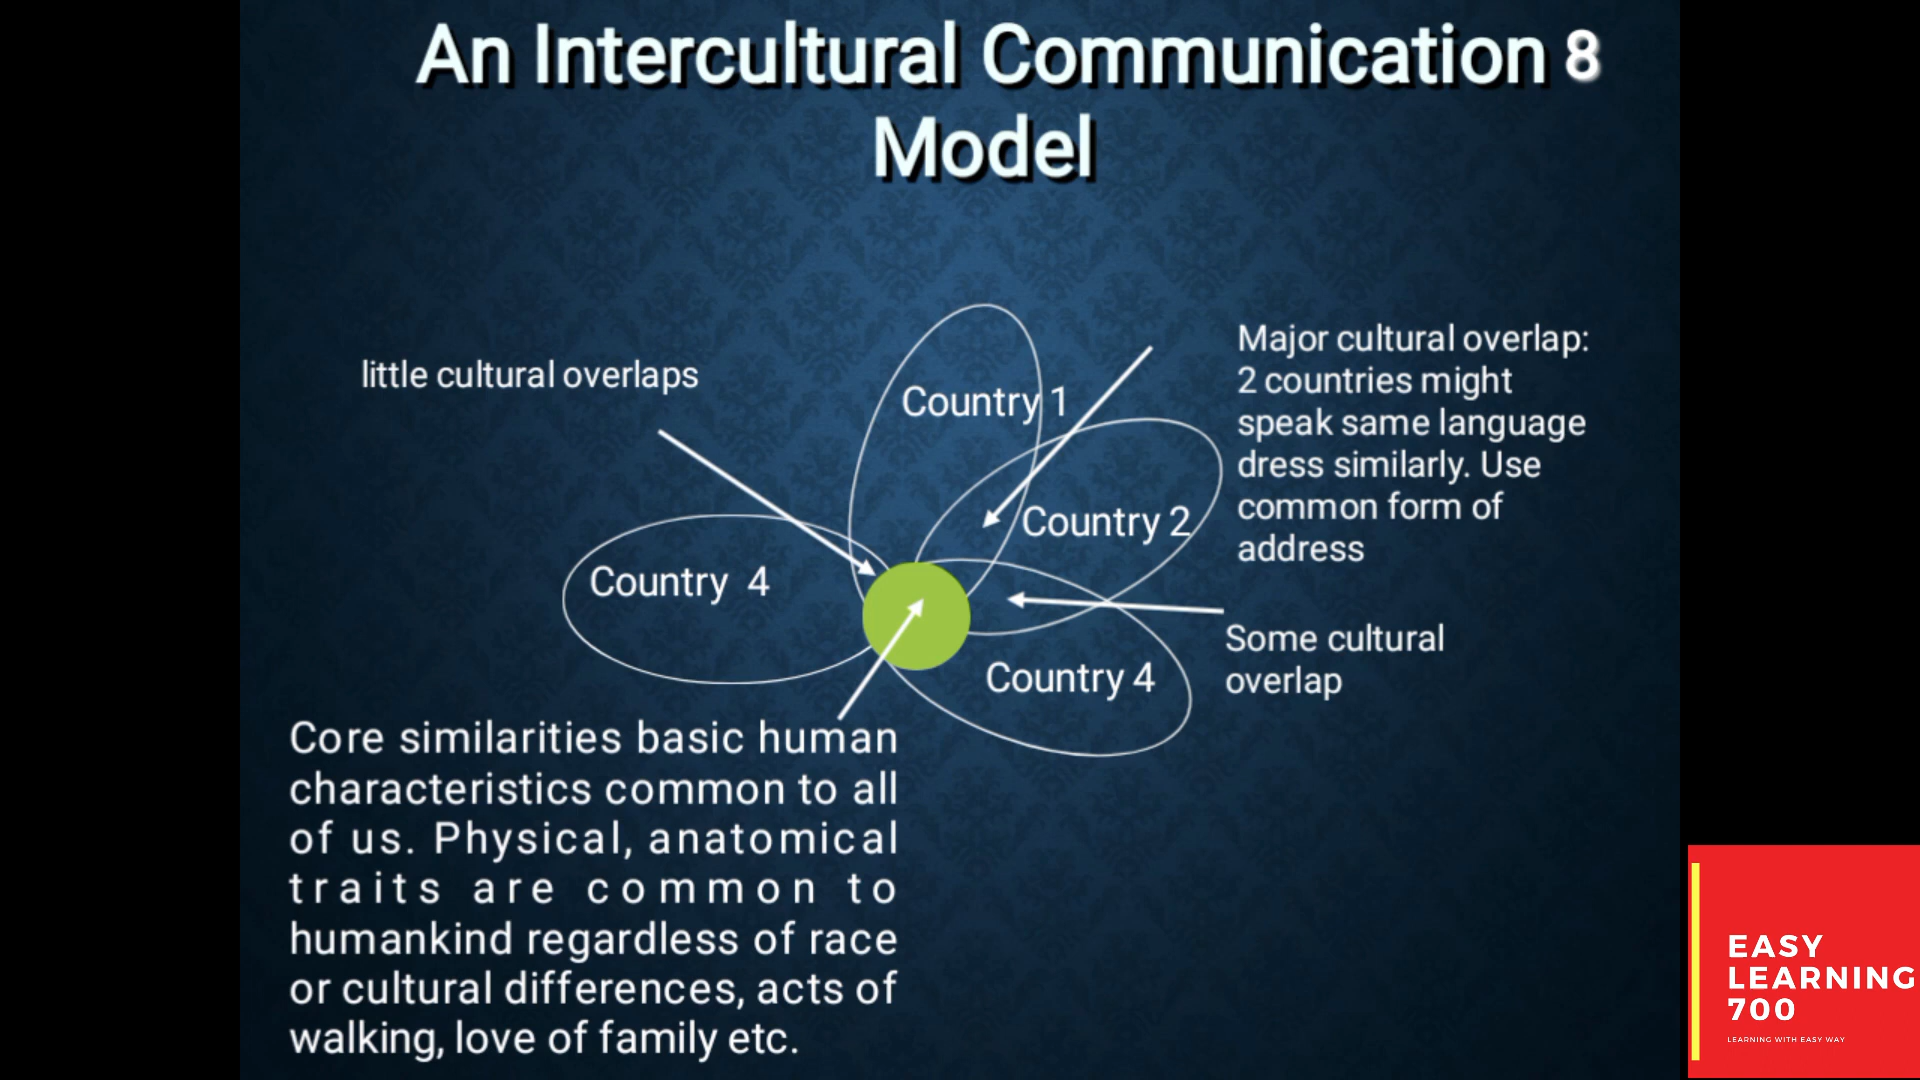 An Intercultural Communication 8
Model
little cultural overlaps
Country 1
Major cultural overlap:
2 countries might
speak same language
dress similarly. Use
common form of
address
Country 2
Country  4
Some cultural
overlap
Country 4
Core similarities basic human
characteristics common to all
of us. Physical, anatomical
traits are common to
humankind regardless of race
or cultural differences, acts of
walking, love of family etc.
EASY
LEARNING
700
LEARNING WITH EASY WAY